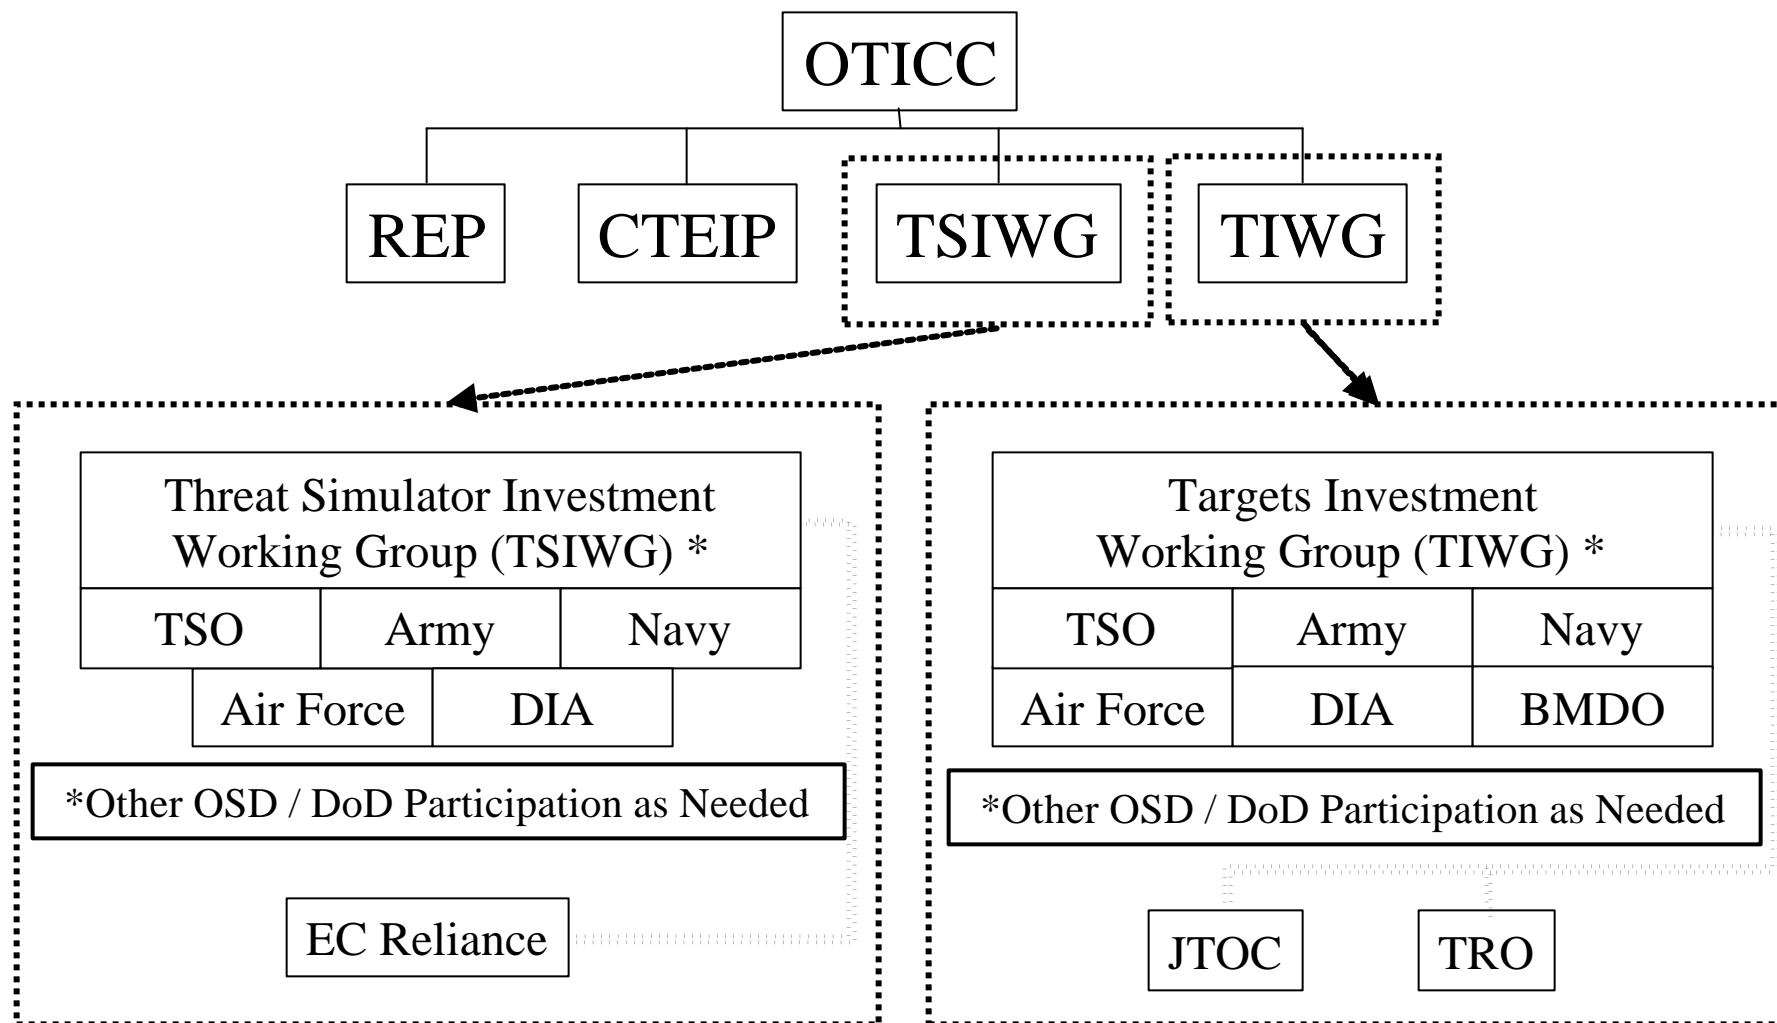 OTICC
REP CTEIP TSIWG TIWG
Threat Simulator Investment
Working Group (TSIWG) *
TSO Army Navy
Air Force DIA
*Other OSD / DoD Participation as Needed
EC Reliance
Targets Investment
Working Group (TIWG) *
TSO Army Navy
Air Force DIA BMDO
*Other OSD / DoD Participation as Needed
JTOC TRO